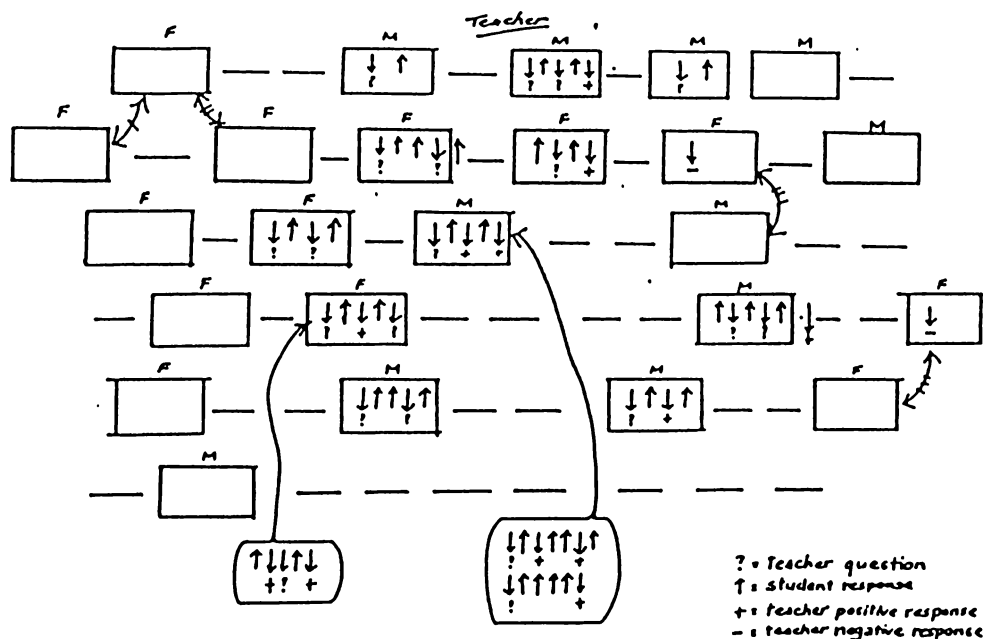 Teacher
F M M M M
↓ ↑ ↓ ↑ ↓ ↑ ↓ ↓ ↑
? ? ? + ?
F F F F F M
↓ ↑ ↑ ↓ ↑ ↑ ↓ ↑ ↓ ↓
? ? ? + -
F F M M
↓ ↑ ↓ ↑ ↓ ↑ ↓ ↑ ↓
? ? ? + +
F F M F
↓ ↑ ↓ ↑ ↓ ↑ ↓ ↑ ↓ ↑ ↓ ↓
? + ? ? ? + -
F M M F
↓ ↑ ↑ ↓ ↑ ↓ ↑ ↓ ↑
? ? ? +
M
↑ ↓ ↓ ↑ ↓
+ ? +
↓ ↑ ↓ ↑ ↑ ↓ ↑
? + +
↓ ↑ ↑ ↑ ↑ ↓
? +
? = Teacher question
↑ = student response
+ = teacher positive response
- = teacher negative response